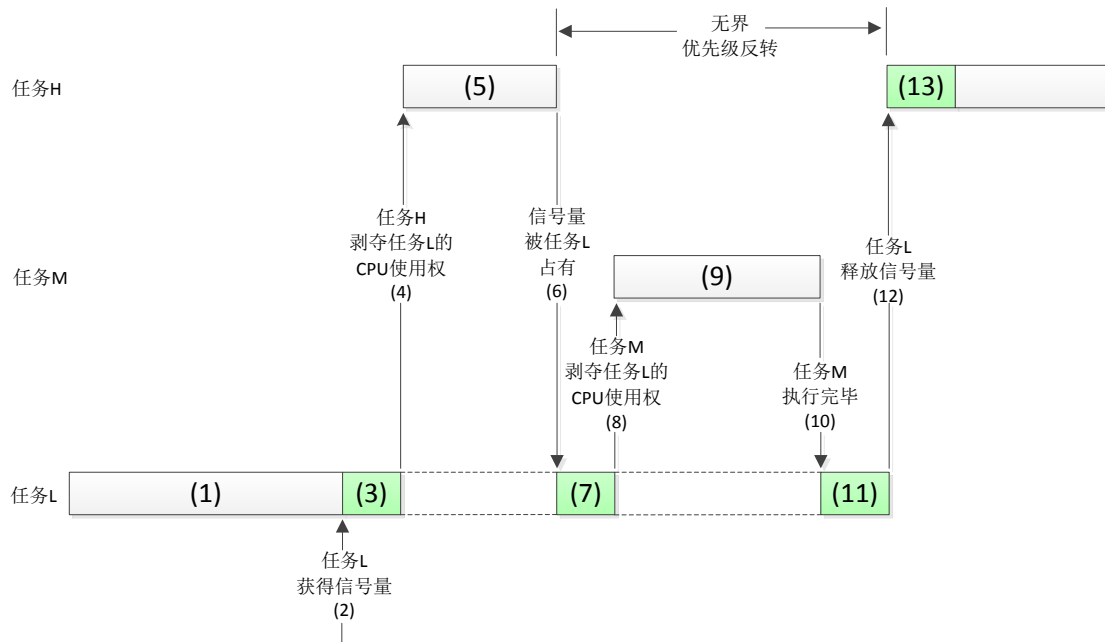 无界
优先级反转
任务H
(5)
(13)
任务H
剥夺任务L的
CPU使用权
(4)
信号量
被任务L
占有
(6)
任务L
释放信号量
(12)
任务M
(9)
任务M
剥夺任务L的
CPU使用权
(8)
任务M
执行完毕
(10)
任务L
(1)
(3)
(7)
(11)
任务L
获得信号量
(2)